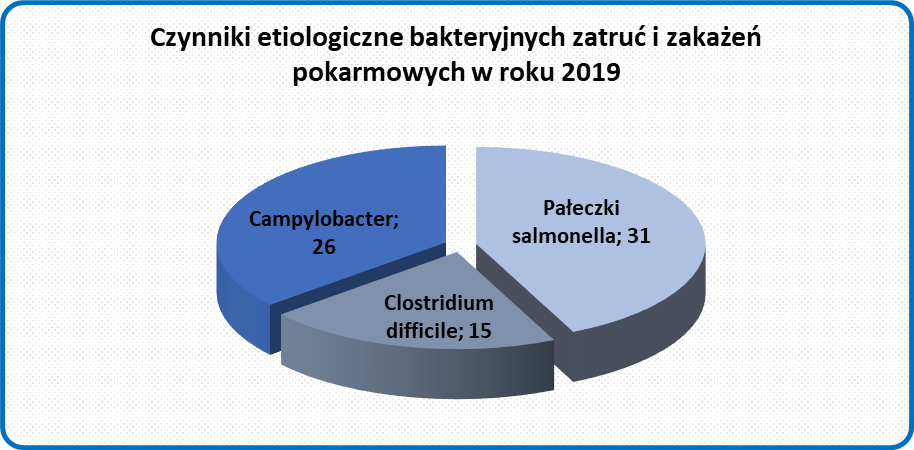 Czynniki etiologiczne bakteryjnych zatruć i zakażeń
pokarmowych w roku 2019
Campylobacter;
26
Pałeczki
salmonella; 31
Clostridium
difficile; 15